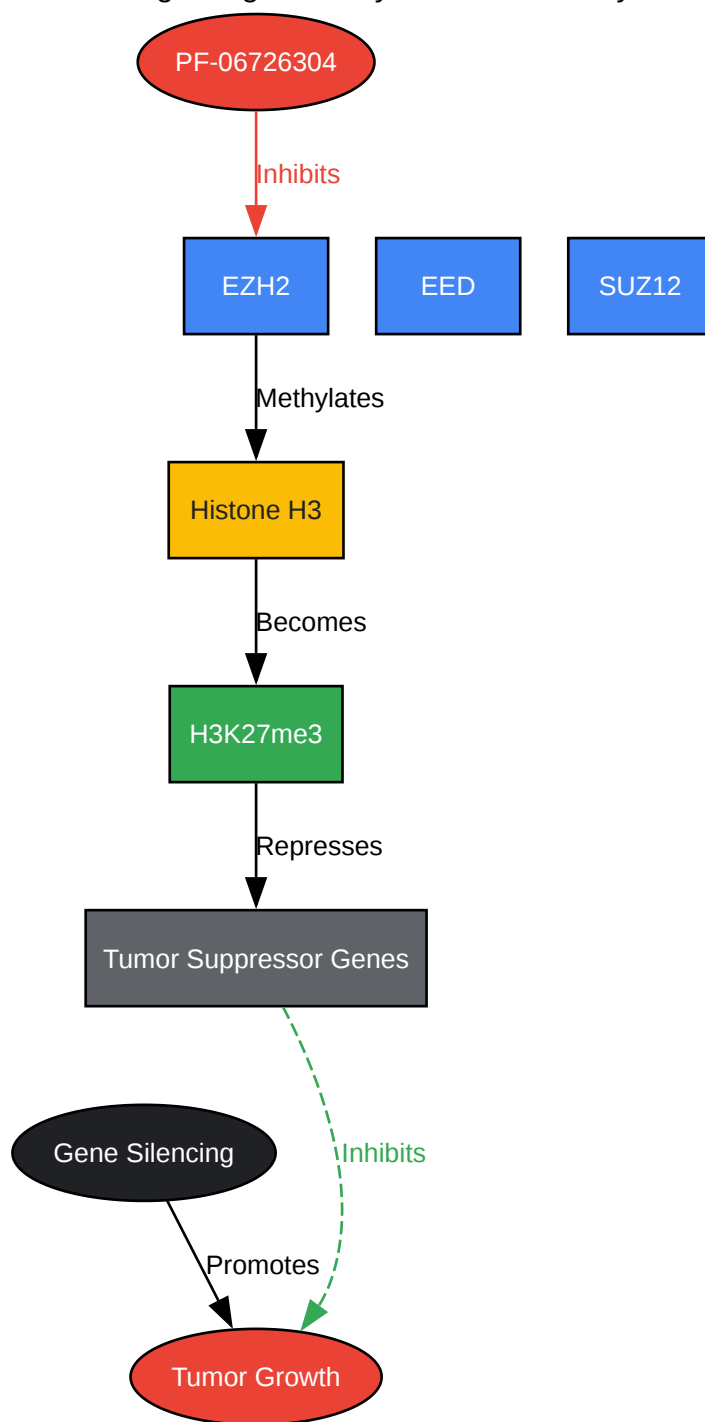 PF-06726304
Inhibits
EZH2
EED
SUZ12
Methylates
Histone H3
Becomes
H3K27me3
Represses
Tumor Suppressor Genes
Gene Silencing
Inhibits
Promotes
Tumor Growth